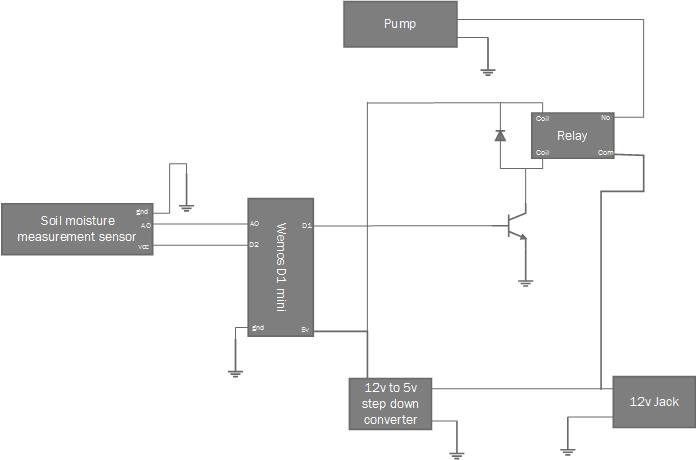 Pump
Coil
No
Relay
Coil
Com
gnd
Soil moisture
AO
measurement sensor
vcc
AO
D1
D2
Wemos D1 mini
gnd
5v
12v to 5v
step down
converter
12v Jack